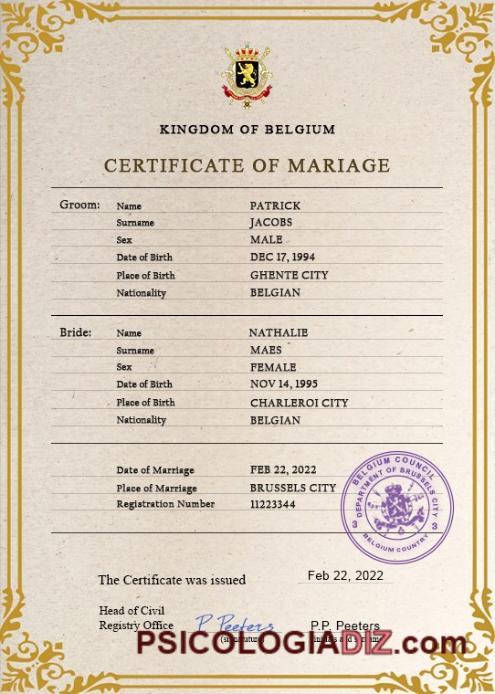 KINGDOM OF BELGIUM
CERTIFICATE OF MARIAGE
Groom: Name PATRICK
Surname JACOBS
Sex MALE
Date of Birth DEC 17, 1994
Place of Birth GHENTE CITY
Nationality BELGIAN
Bride: Name NATHALIE
Surname MAES
Sex FEMALE
Date of Birth NOV 14, 1995
Place of Birth CHARLEROI CITY
Nationality BELGIAN
Date of Marriage FEB 22, 2022
Place of Marriage BRUSSELS CITY
Registration Number 11223344
BELGIUM COUNCIL
DEPARTMENT OF BRUSSELS CITY
3 3
BELGIUM COUNTRY
The Certificate was issued Feb 22, 2022
Head of Civil
Registry Office P Peeters P.P. Peeters
(signature)
PSICOLOGIADIZ.com